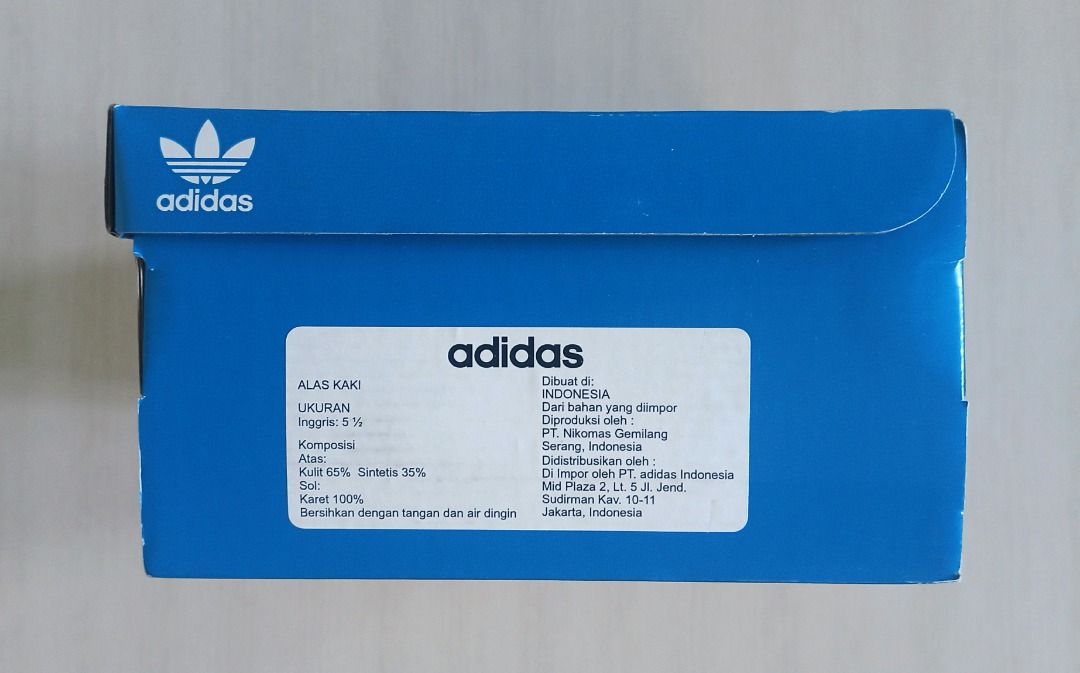 adidas
adidas
ALAS KAKI
UKURAN
Inggris: 5 ½
Komposisi
Atas:
Kulit 65% Sintetis 35%
Sol:
Karet 100%
Bersihkan dengan tangan dan air dingin
Dibuat di:
INDONESIA
Dari bahan yang diimpor
Diproduksi oleh :
PT. Nikomas Gemilang
Serang, Indonesia
Didistribusikan oleh :
Di Impor oleh PT. adidas Indonesia
Mid Plaza 2, Lt. 5 Jl. Jend.
Sudirman Kav. 10-11
Jakarta, Indonesia